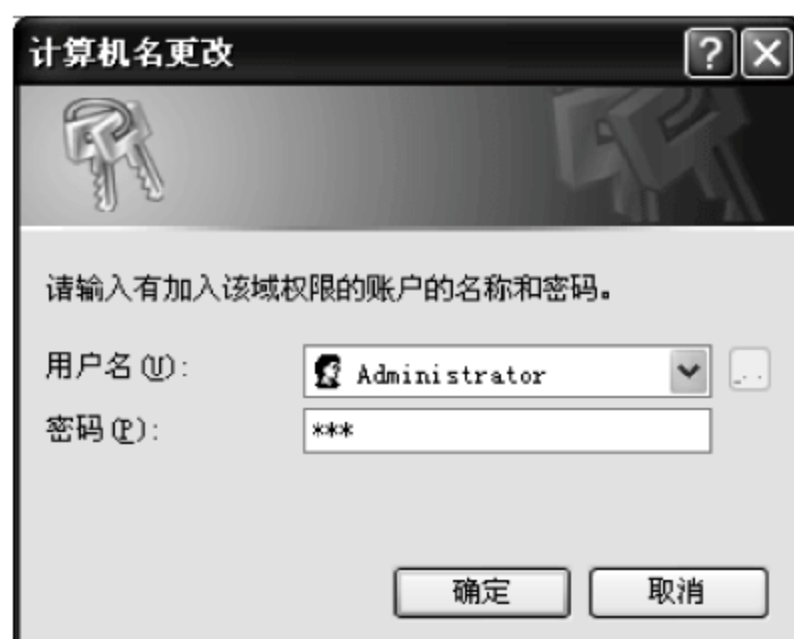 计算机名更改
请输入有加入该域权限的账户的名称和密码。
用户名(U): Administrator
密码(P): ***
确定 取消